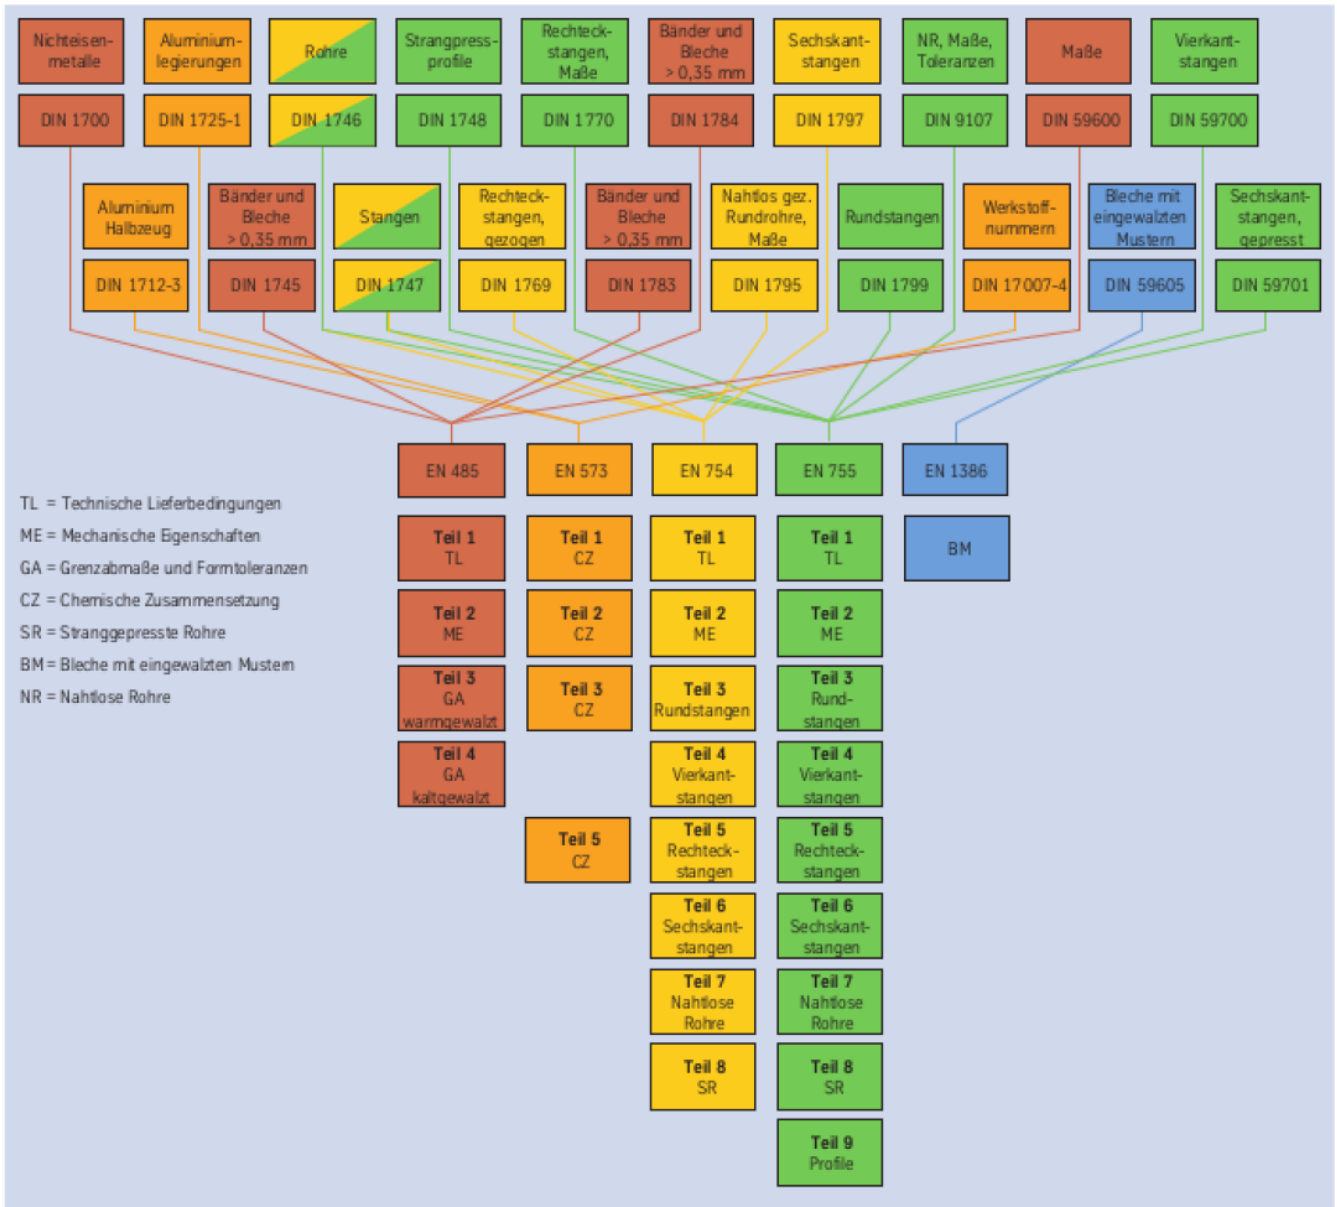 Nichteisen-
metalle
Aluminium-
legierungen
Rohre
Strangpress-
profile
Rechteck-
stangen,
Maße
Bänder und
Bleche
> 0,35 mm
Sechskant-
stangen
NR, Maße,
Toleranzen
Maße
Vierkant-
stangen
DIN 1700
DIN 1725-1
DIN 1746
DIN 1748
DIN 1770
DIN 1784
DIN 1797
DIN 9107
DIN 59600
DIN 59700
Aluminium
Halbzeug
Bänder und
Bleche
> 0,35 mm
Stangen
Rechteck-
stangen,
gezogen
Bänder und
Bleche
> 0,35 mm
Nahtlos gez.
Rundrohre,
Maße
Rundstangen
Werkstoff-
nummern
Bleche mit
eingewalzten
Mustern
Sechskant-
stangen,
gepresst
DIN 1712-3
DIN 1745
DIN 1747
DIN 1769
DIN 1783
DIN 1795
DIN 1799
DIN 17007-4
DIN 59605
DIN 59701
EN 485
EN 573
EN 754
EN 755
EN 1386
TL = Technische Lieferbedingungen
ME = Mechanische Eigenschaften
GA = Grenzabmaße und Formtoleranzen
CZ = Chemische Zusammensetzung
SR = Stranggepresste Rohre
BM = Bleche mit eingewalzten Mustern
NR = Nahtlose Rohre
Teil 1
TL
Teil 1
CZ
Teil 1
TL
Teil 1
TL
BM
Teil 2
ME
Teil 2
CZ
Teil 2
ME
Teil 2
ME
Teil 3
GA
warmgewalzt
Teil 3
CZ
Teil 3
Rundstangen
Teil 3
Rund-
stangen
Teil 4
GA
kaltgewalzt
Teil 4
Vierkant-
stangen
Teil 4
Vierkant-
stangen
Teil 5
CZ
Teil 5
Rechteck-
stangen
Teil 5
Rechteck-
stangen
Teil 6
Sechskant-
stangen
Teil 6
Sechskant-
stangen
Teil 7
Nahtlose
Rohre
Teil 7
Nahtlose
Rohre
Teil 8
SR
Teil 8
SR
Teil 9
Profile